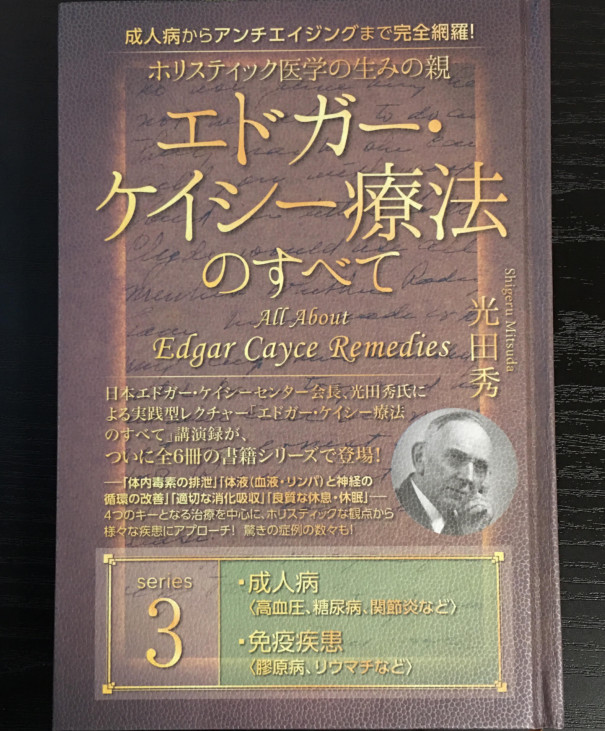 成人病からアンチエイジングまで完全網羅!
ホリスティック医学の生みの親
エドガー・
ケイシー療法
のすべて
All About
Edgar Cayce Remedies
Shigeru Mitsuda
光田秀
日本エドガー・ケイシーセンター会長、光田秀氏に
よる実践型レクチャー『エドガー・ケイシー療法
のすべて』講演録が、
ついに全6冊の書籍シリーズで登場!
──「体内毒素の排泄」「体液(血液・リンパ)と神経の
循環の改善」「適切な消化吸収」「良質な休息・休眠」──
4つのキーとなる治療を中心に、ホリスティックな観点から
様々な疾患にアプローチ! 驚きの症例の数々も!
series
3
・成人病
〈高血圧、糖尿病、関節炎など〉
・免疫疾患
〈膠原病、リウマチなど〉